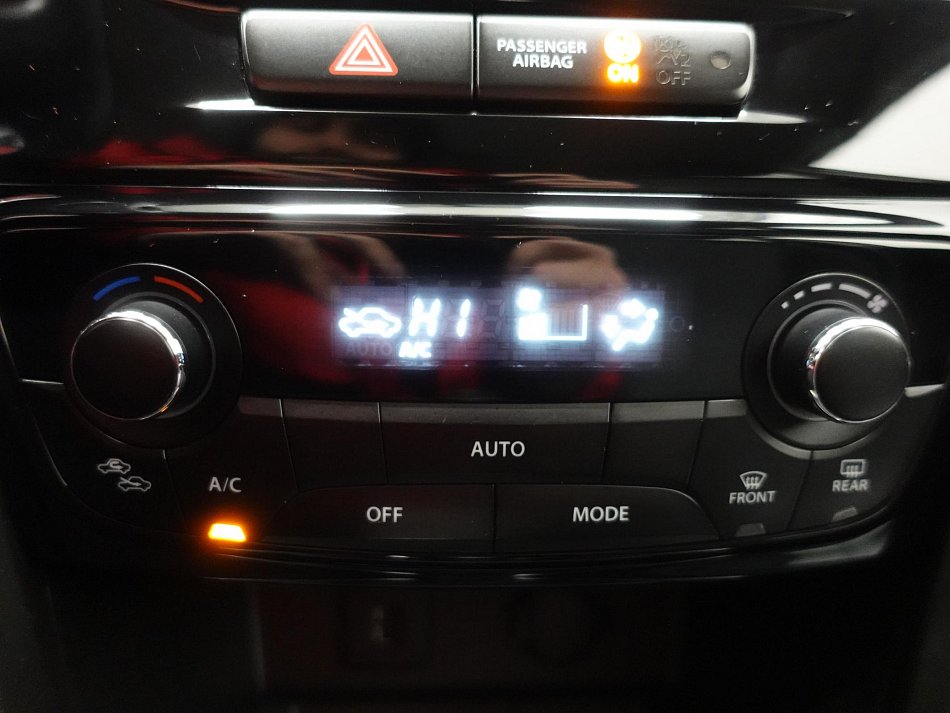 PASSENGER
AIRBAG
ON
OFF
HI
AUTO
A/C
AUTO
A/C
OFF
MODE
FRONT
REAR